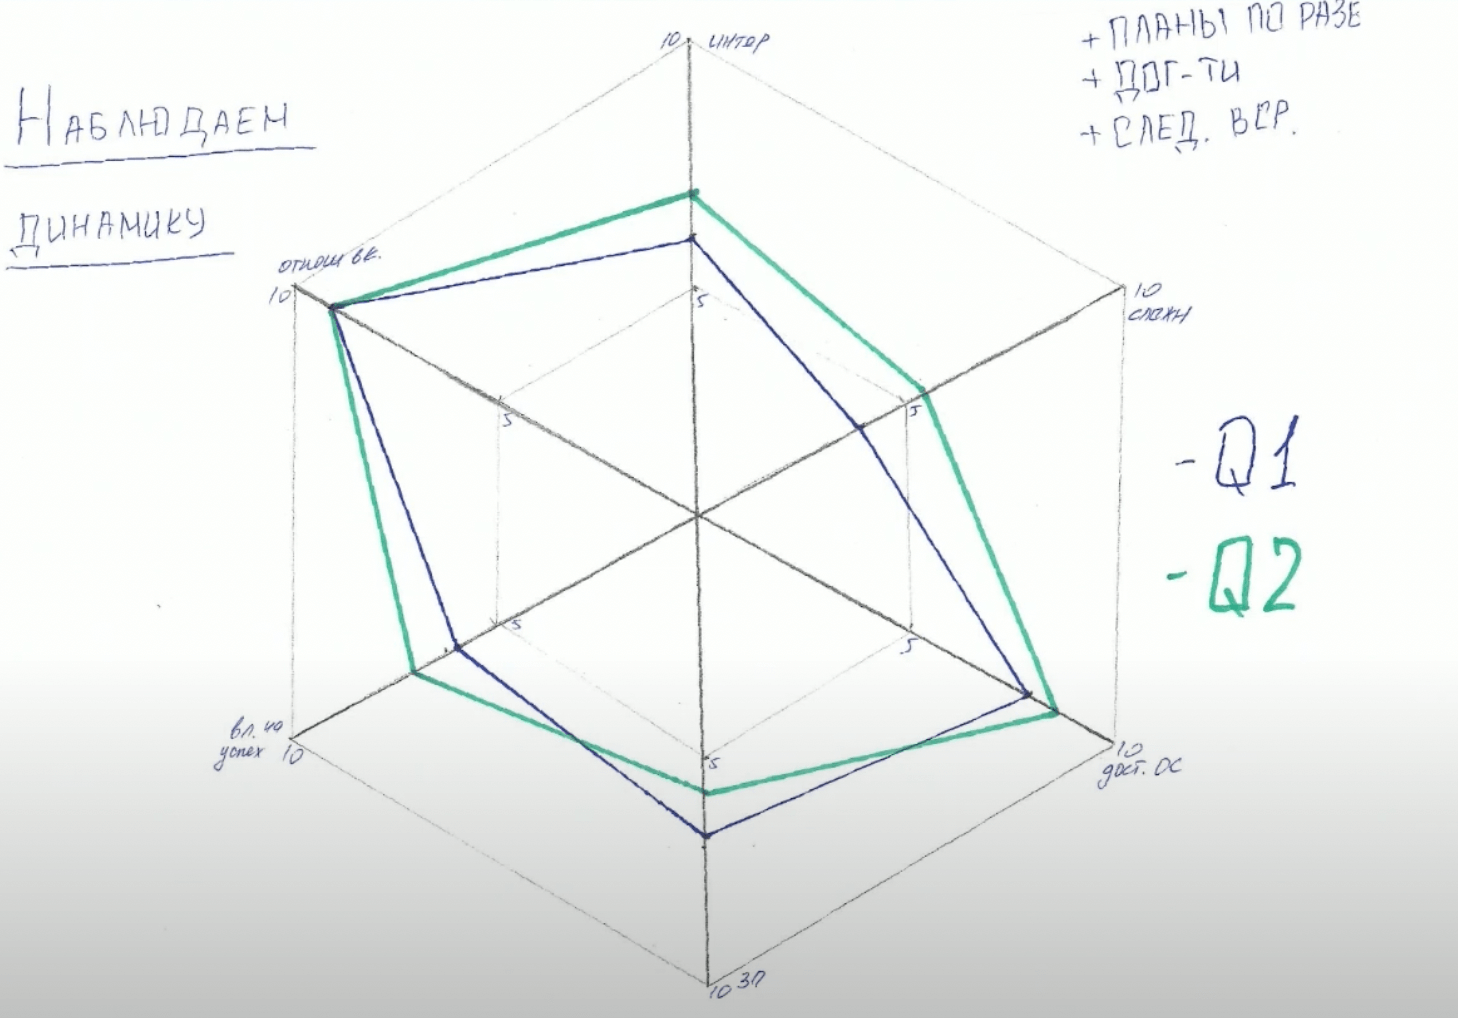 НАБЛЮДАЕМ
ДИНАМИКУ
+ ПЛАНЫ ПО РАЗВ
+ ДОГ-ТИ
+ СЛЕД. ВСР.
10 ИНТЕР
отнош вк.
10
10
сложн
5
5
5
5
5
5
- Q1
- Q2
вл. на
успех 10
10
дост. ОС
10 ЗП